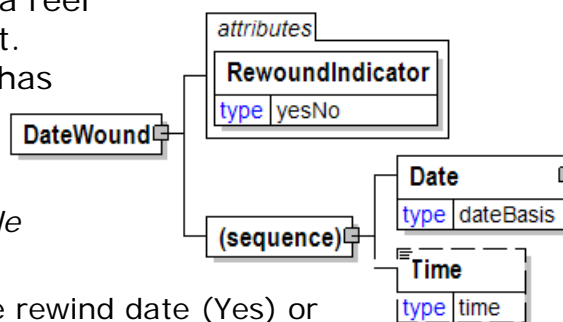 a reel
t.
has
attributes
RewoundIndicator
type yesNo
DateWound
Date
type dateBasis
(sequence)
Time
type time
e rewind date (Yes) or